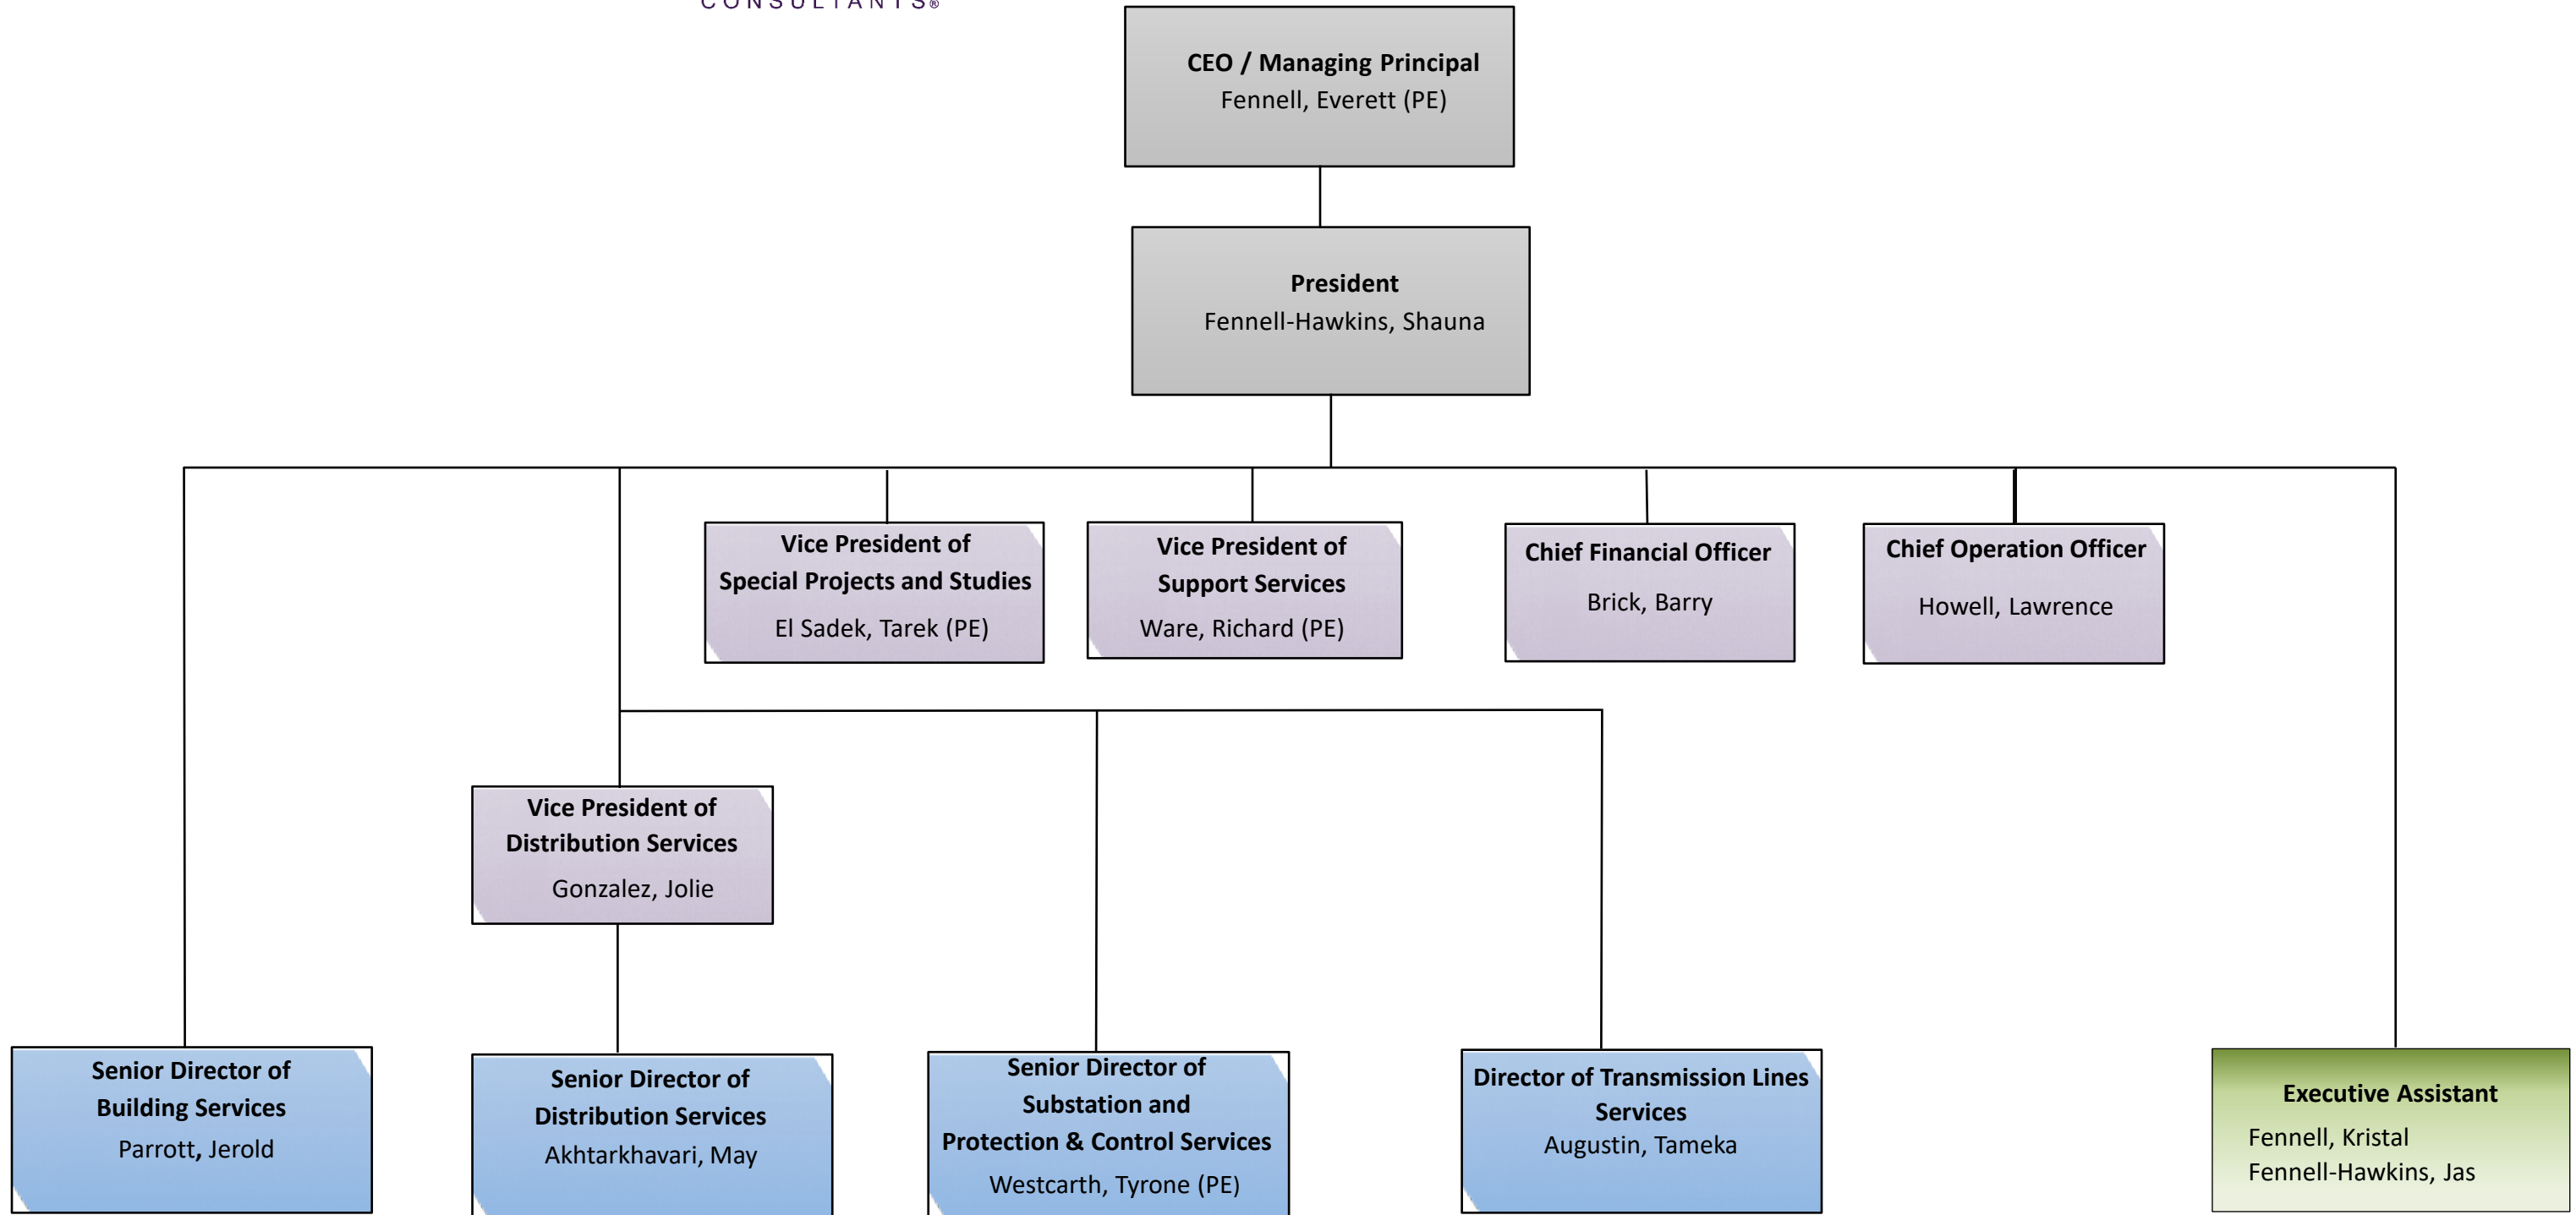 CONSULTANTS®
CEO / Managing Principal
Fennell, Everett (PE)
President
Fennell-Hawkins, Shauna
Vice President of
Special Projects and Studies
El Sadek, Tarek (PE)
Vice President of
Support Services
Ware, Richard (PE)
Chief Financial Officer
Brick, Barry
Chief Operation Officer
Howell, Lawrence
Vice President of
Distribution Services
Gonzalez, Jolie
Senior Director of
Building Services
Parrott, Jerold
Senior Director of
Distribution Services
Akhtarkhavari, May
Senior Director of
Substation and
Protection & Control Services
Westcarth, Tyrone (PE)
Director of Transmission Lines
Services
Augustin, Tameka
Executive Assistant
Fennell, Kristal
Fennell-Hawkins, Jas